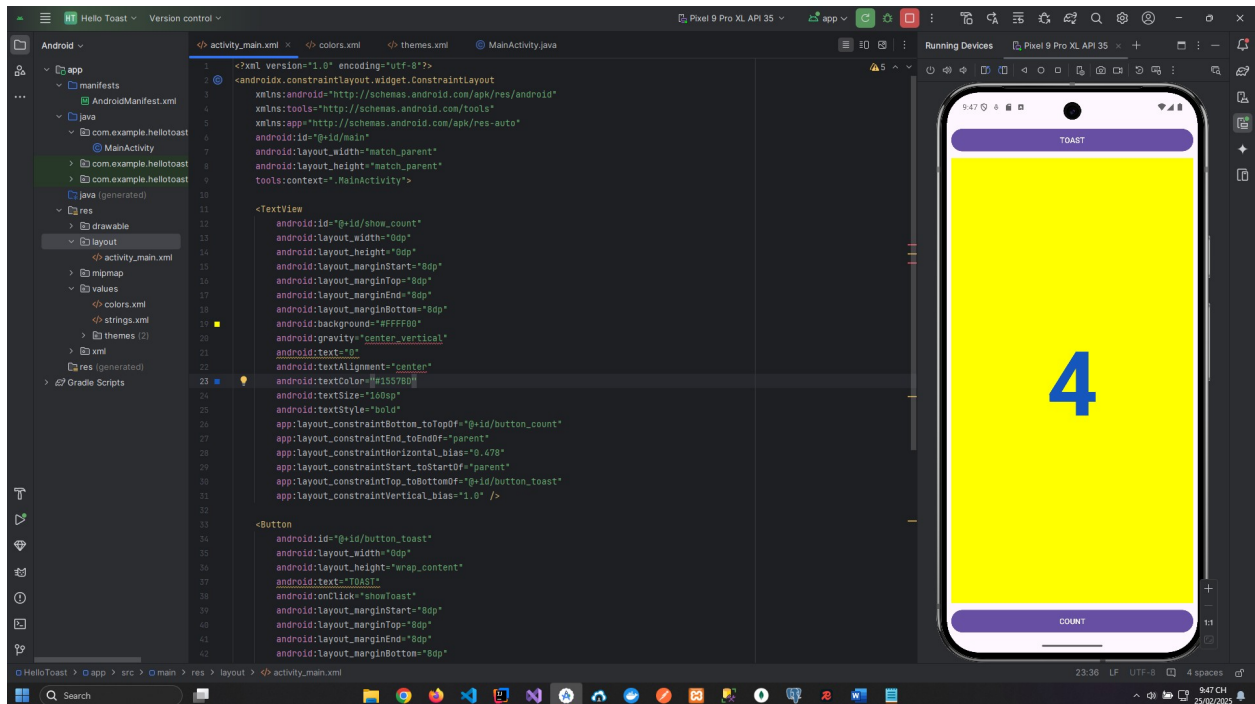 HT Hello Toast Version control
Pixel 9 Pro XL API 35 app
Android
activity_main.xml colors.xml themes.xml MainActivity.java
Running Devices Pixel 9 Pro XL API 35
app
manifests
AndroidManifest.xml
java
com.example.hellotoast
MainActivity
com.example.hellotoast
com.example.hellotoast
java (generated)
res
drawable
layout
activity_main.xml
mipmap
values
colors.xml
strings.xml
themes (2)
xml
res (generated)
Gradle Scripts
5
1 <?xml version="1.0" encoding="utf-8"?>
2 <androidx.constraintlayout.widget.ConstraintLayout
3 xmlns:android="http://schemas.android.com/apk/res/android"
4 xmlns:tools="http://schemas.android.com/tools"
5 xmlns:app="http://schemas.android.com/apk/res-auto"
6 android:id="@+id/main"
7 android:layout_width="match_parent"
8 android:layout_height="match_parent"
9 tools:context=".MainActivity">
10
11 <TextView
12 android:id="@+id/show_count"
13 android:layout_width="0dp"
14 android:layout_height="0dp"
15 android:layout_marginStart="8dp"
16 android:layout_marginTop="8dp"
17 android:layout_marginEnd="8dp"
18 android:layout_marginBottom="8dp"
19 android:background="#FFFF00"
20 android:gravity="center_vertical"
21 android:text="0"
22 android:textAlignment="center"
23 android:textColor="#1557BD"
24 android:textSize="160sp"
25 android:textStyle="bold"
26 app:layout_constraintBottom_toTopOf="@+id/button_count"
27 app:layout_constraintEnd_toEndOf="parent"
28 app:layout_constraintHorizontal_bias="0.478"
29 app:layout_constraintStart_toStartOf="parent"
30 app:layout_constraintTop_toBottomOf="@+id/button_toast"
31 app:layout_constraintVertical_bias="1.0" />
32
33 <Button
34 android:id="@+id/button_toast"
35 android:layout_width="0dp"
36 android:layout_height="wrap_content"
37 android:text="TOAST"
38 android:onClick="showToast"
39 android:layout_marginStart="8dp"
40 android:layout_marginTop="8dp"
41 android:layout_marginEnd="8dp"
42 android:layout_marginBottom="8dp"
9:47
TOAST
4
COUNT
1:1
HelloToast > app > src > main > res > layout > activity_main.xml
23:36 LF UTF-8 4 spaces
Search
9:47 CH
25/02/2025